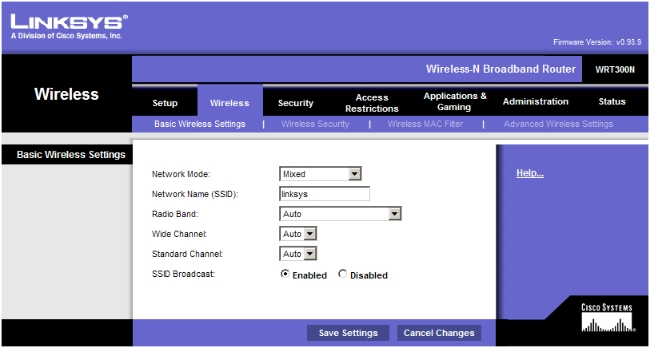 LINKSYS®
A Division of Cisco Systems, Inc.
Firmware Version: v0.93.9
Wireless-N Broadband Router WRT300N
Wireless
Setup Wireless Security Access Restrictions Applications & Gaming Administration Status
Basic Wireless Settings | Wireless Security | Wireless MAC Filter | Advanced Wireless Settings
Basic Wireless Settings
Network Mode: Mixed
Help...
Network Name (SSID): linksys
Radio Band: Auto
Wide Channel: Auto
Standard Channel: Auto
SSID Broadcast: Enabled Disabled
CISCO SYSTEMS
Save Settings Cancel Changes